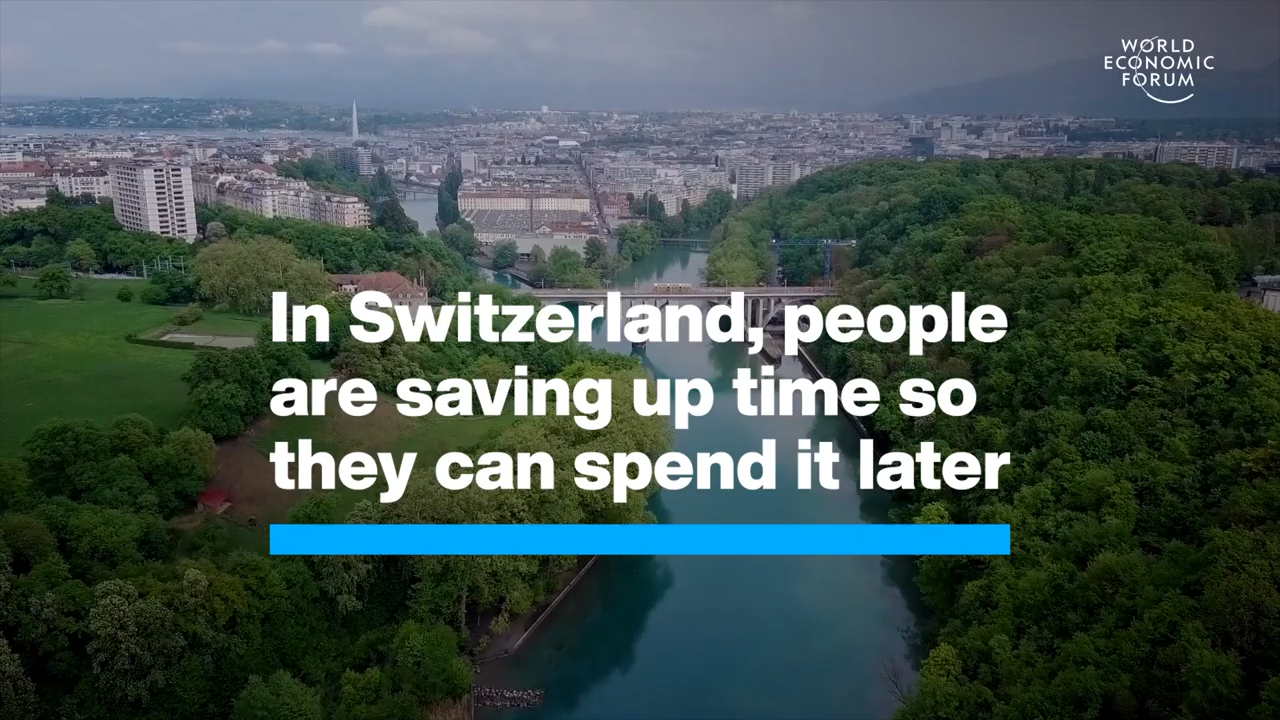 WORLD
ECONOMIC
FORUM
In Switzerland, people
are saving up time so
they can spend it later